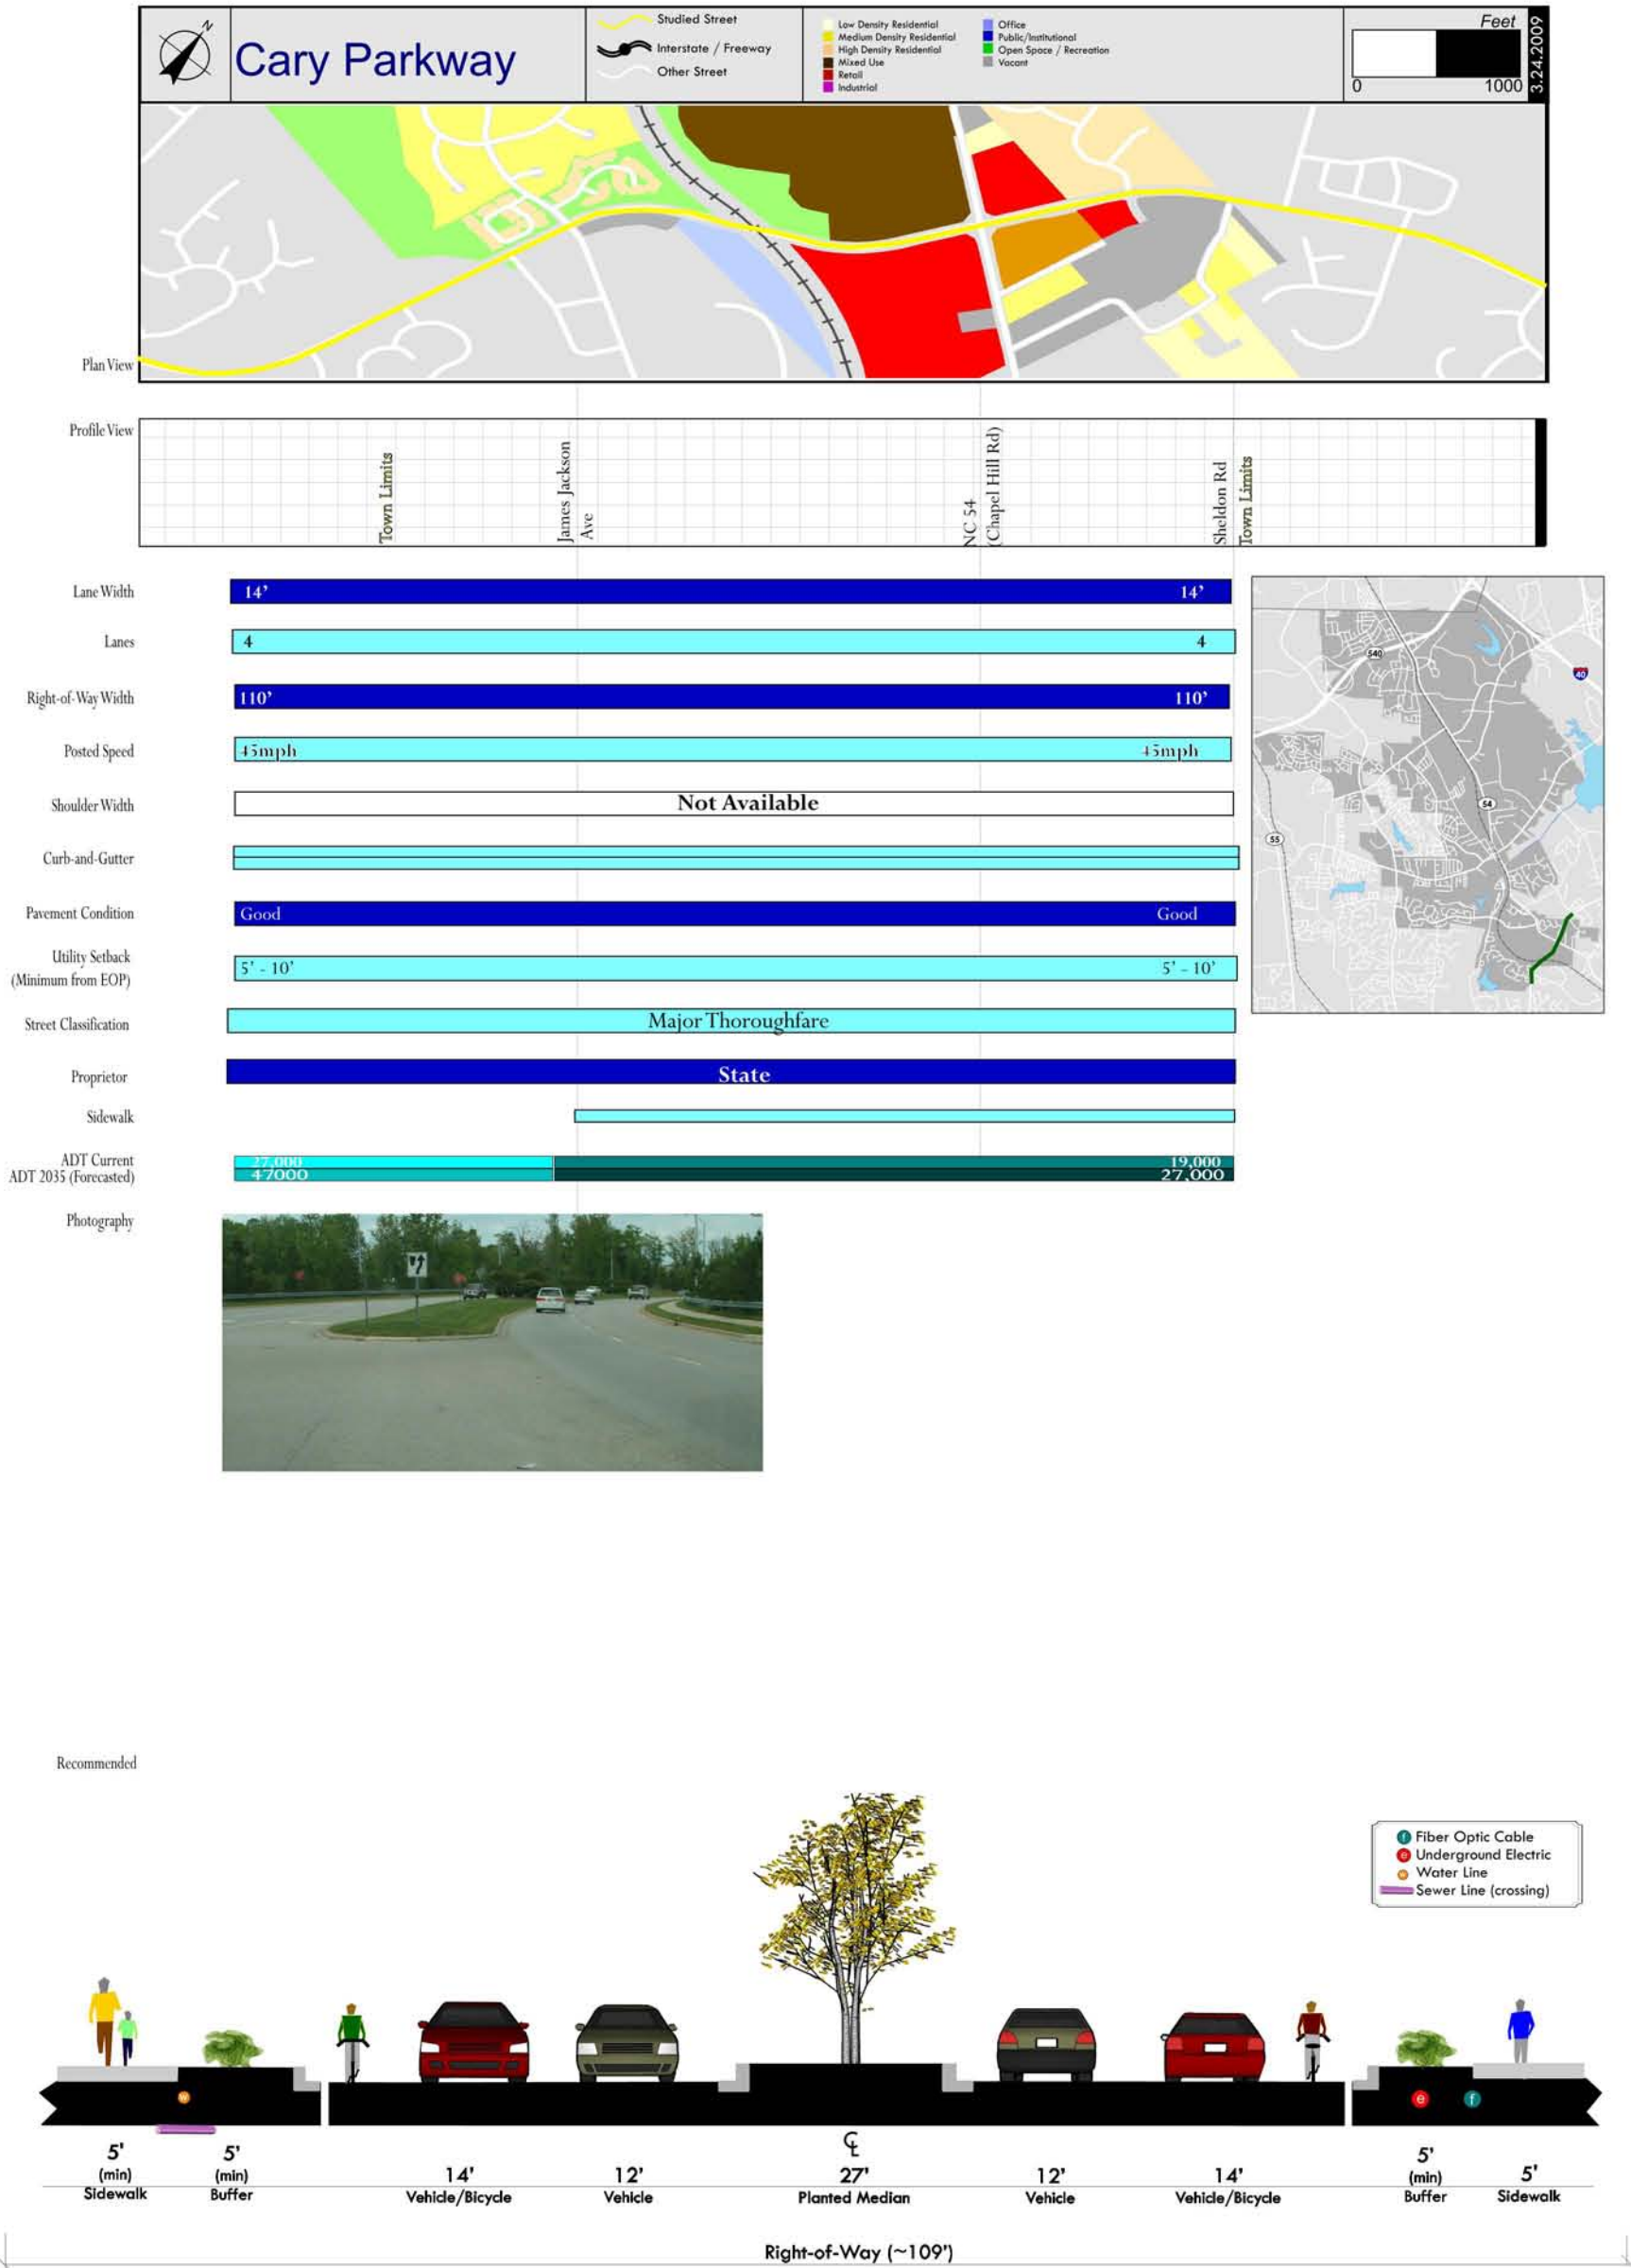 N
Cary Parkway
Studied Street
Interstate / Freeway
Other Street
Low Density Residential
Medium Density Residential
High Density Residential
Mixed Use
Retail
Industrial
Office
Public/Institutional
Open Space / Recreation
Vacant
Feet
0
1000
3.24.2009
Plan View
Profile View
Town Limits
James Jackson
Ave
NC 54
(Chapel Hill Rd)
Sheldon Rd
Town Limits
Lane Width
14’ 14’
Lanes
4 4
Right-of-Way Width
110’ 110’
Posted Speed
45mph 45mph
Shoulder Width
Not Available
Curb-and-Gutter
Pavement Condition
Good Good
Utility Setback
(Minimum from EOP)
5’ - 10’ 5’ - 10’
Street Classification
Major Thoroughfare
Proprietor
State
Sidewalk
ADT Current
27,000 19,000
ADT 2035 (Forecasted)
47000 27,000
540
40
54
55
Photography
Recommended
f Fiber Optic Cable
e Underground Electric
w Water Line
Sewer Line (crossing)
w
e
f
5'
(min)
Sidewalk
5'
(min)
Buffer
14'
Vehicle/Bicycle
12'
Vehicle
CL
27'
Planted Median
12'
Vehicle
14'
Vehicle/Bicycle
5'
(min)
Buffer
5'
Sidewalk
Right-of-Way (~109')